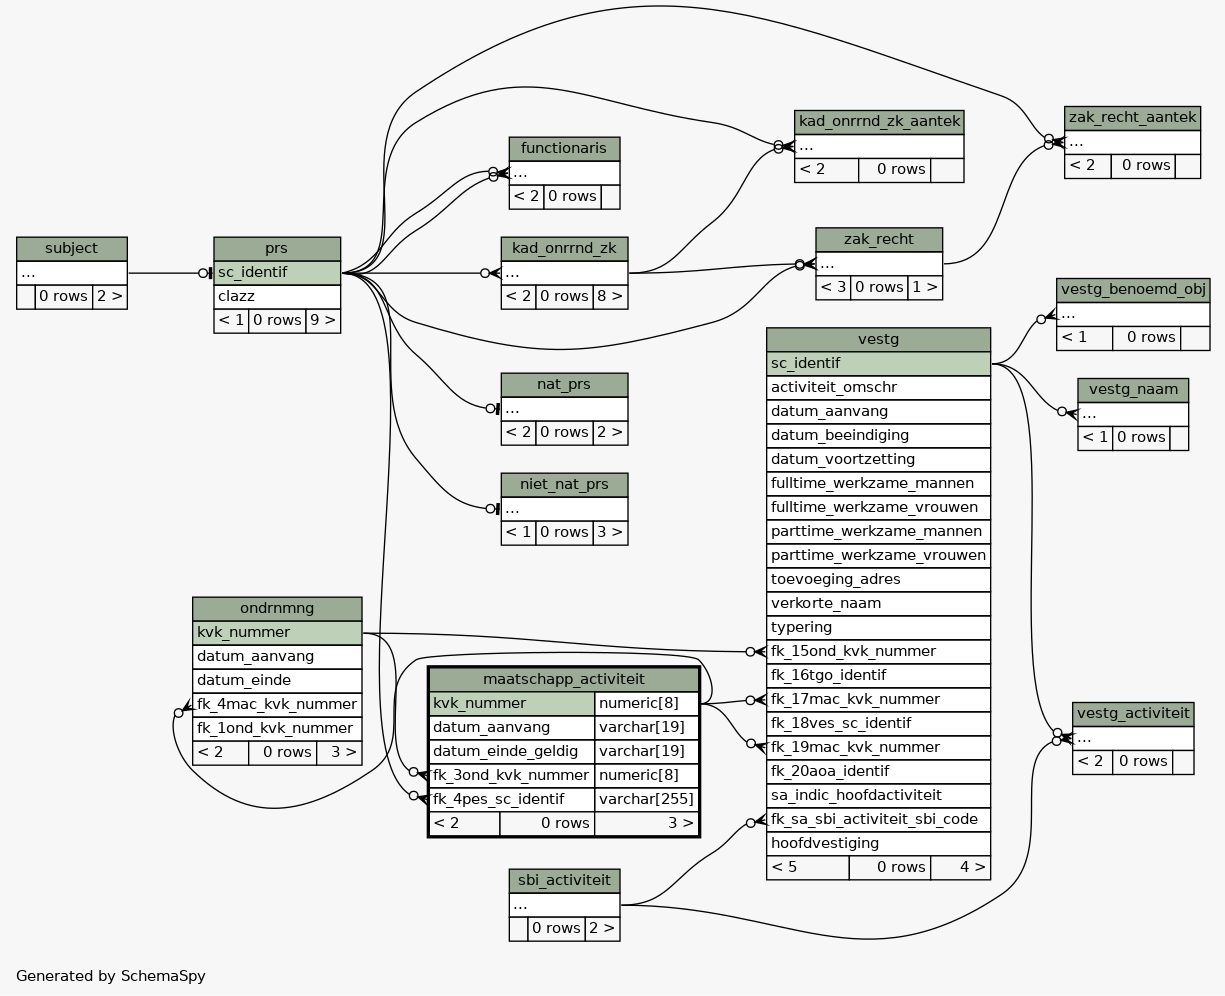 subject
...
0 rows 2 >
prs
sc_identif
clazz
< 1 0 rows 9 >
functionaris
...
< 2 0 rows
kad_onrrnd_zk
...
< 2 0 rows 8 >
nat_prs
...
< 2 0 rows 2 >
niet_nat_prs
...
< 1 0 rows 3 >
kad_onrrnd_zk_aantek
...
< 2 0 rows
zak_recht
...
< 3 0 rows 1 >
zak_recht_aantek
...
< 2 0 rows
vestg_benoemd_obj
...
< 1 0 rows
vestg_naam
...
< 1 0 rows
vestg
sc_identif
activiteit_omschr
datum_aanvang
datum_beeindiging
datum_voortzetting
fulltime_werkzame_mannen
fulltime_werkzame_vrouwen
parttime_werkzame_mannen
parttime_werkzame_vrouwen
toevoeging_adres
verkorte_naam
typering
fk_15ond_kvk_nummer
fk_16tgo_identif
fk_17mac_kvk_nummer
fk_18ves_sc_identif
fk_19mac_kvk_nummer
fk_20aoa_identif
sa_indic_hoofdactiviteit
fk_sa_sbi_activiteit_sbi_code
hoofdvestiging
< 5 0 rows 4 >
ondrnmng
kvk_nummer
datum_aanvang
datum_einde
fk_4mac_kvk_nummer
fk_1ond_kvk_nummer
< 2 0 rows 3 >
maatschapp_activiteit
kvk_nummer numeric[8]
datum_aanvang varchar[19]
datum_einde_geldig varchar[19]
fk_3ond_kvk_nummer numeric[8]
fk_4pes_sc_identif varchar[255]
< 2 0 rows 3 >
vestg_activiteit
...
< 2 0 rows
sbi_activiteit
...
0 rows 2 >
Generated by SchemaSpy